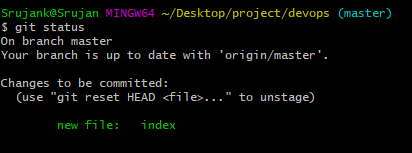 Srujank@Srujan MINGW64 ~/Desktop/project/devops (master)
$ git status
On branch master
Your branch is up to date with 'origin/master'.

Changes to be committed:
  (use "git reset HEAD <file>..." to unstage)

        new file:   index